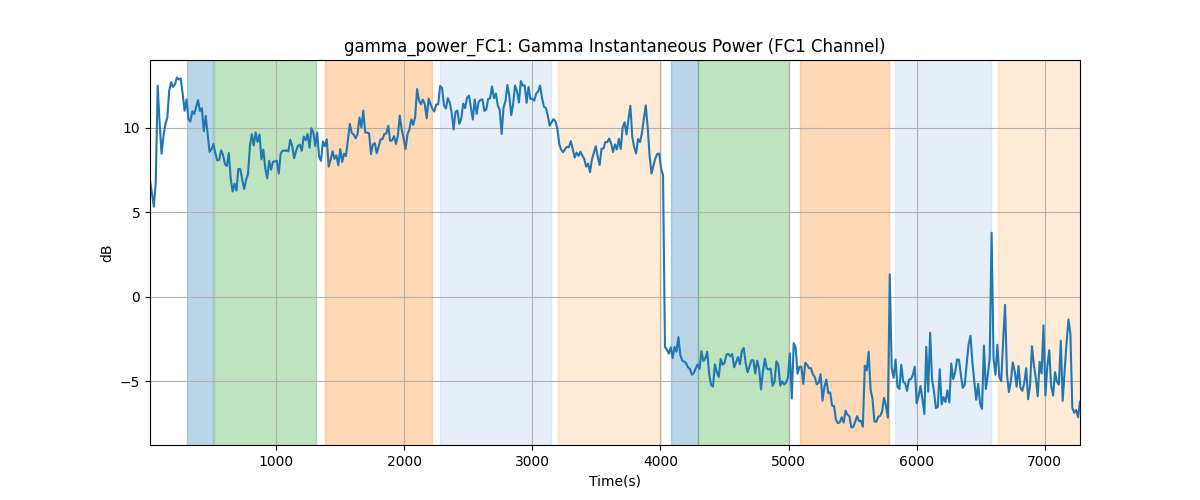 gamma_power_FC1: Gamma Instantaneous Power (FC1 Channel)
dB
10
5
0
−5
1000 2000 3000 4000 5000 6000 7000
Time(s)